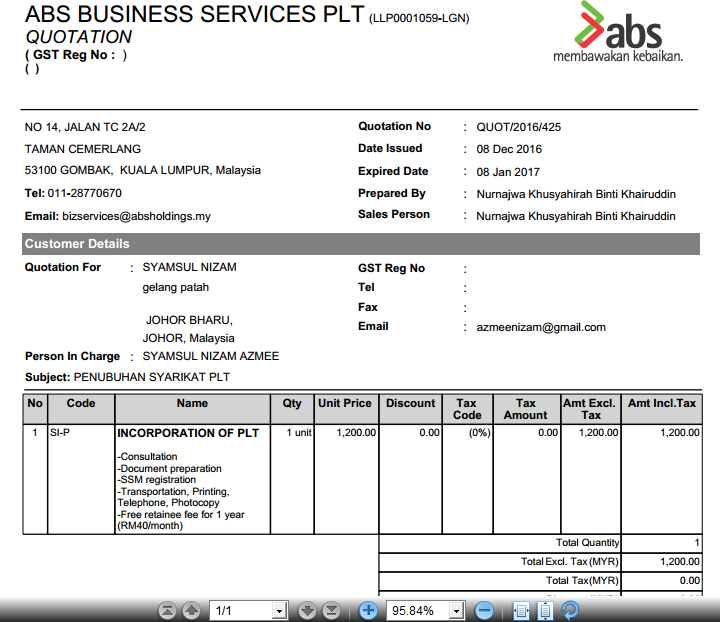 ABS BUSINESS SERVICES PLT (LLP0001059-LGN)
QUOTATION
( GST Reg No : )
( )
abs
membawakan kebaikan.
NO 14, JALAN TC 2A/2
TAMAN CEMERLANG
53100 GOMBAK, KUALA LUMPUR, Malaysia
Tel: 011-28770670
Email: bizservices@absholdings.my
Quotation No : QUOT/2016/425
Date Issued : 08 Dec 2016
Expired Date : 08 Jan 2017
Prepared By : Nurnajwa Khusyahirah Binti Khairuddin
Sales Person : Nurnajwa Khusyahirah Binti Khairuddin
Customer Details
Quotation For : SYAMSUL NIZAM
gelang patah
JOHOR BHARU,
JOHOR, Malaysia
Person In Charge : SYAMSUL NIZAM AZMEE
Subject: PENUBUHAN SYARIKAT PLT
GST Reg No :
Tel :
Fax :
Email : azmeenizam@gmail.com
No Code Name Qty Unit Price Discount Tax Code Tax Amount Amt Excl. Tax Amt Incl.Tax
1 SI-P INCORPORATION OF PLT 1 unit 1,200.00 0.00 (0%) 0.00 1,200.00 1,200.00
-Consultation
-Document preparation
-SSM registration
-Transportation, Printing,
Telephone, Photocopy
-Free retainee fee for 1 year
(RM40/month)
Total Quantity 1
Total Excl. Tax(MYR) 1,200.00
Total Tax(MYR) 0.00
1/1
95.84%